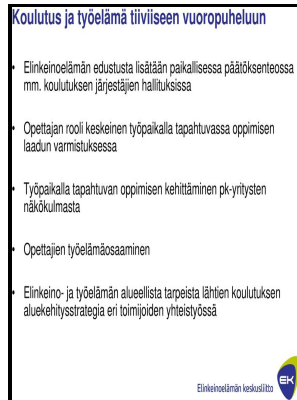 Koulutus ja työelämä tiiviiseen vuoropuheluun
• Elinkeinoelämän edustusta lisätään paikallisessa päätöksenteossa
mm. koulutuksen järjestäjien hallituksissa
• Opettajan rooli keskeinen työpaikalla tapahtuvassa oppimisen
laadun varmistuksessa
• Työpaikalla tapahtuvan oppimisen kehittäminen pk-yritysten
näkökulmasta
• Opettajien työelämäosaaminen
• Elinkeino- ja työelämän alueellista tarpeista lähtien koulutuksen
aluekehitysstrategia eri toimijoiden yhteistyössä
Elinkeinoelämän keskusliitto
EK